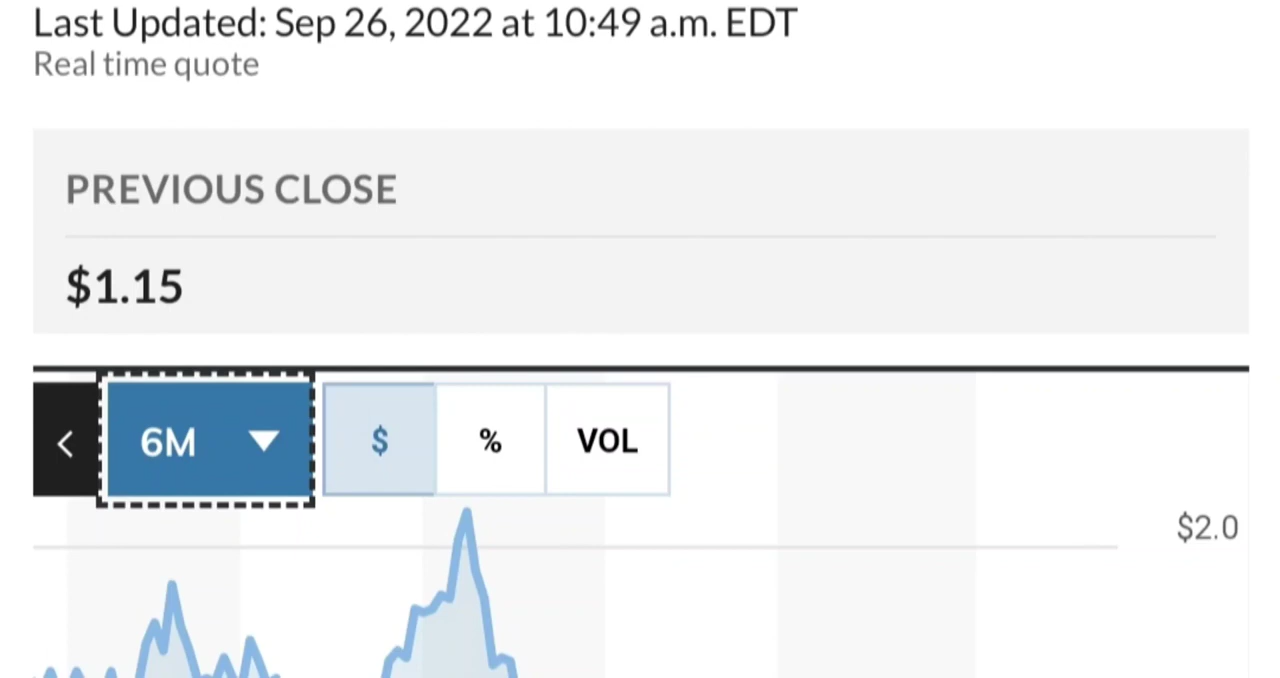 Last Updated: Sep 26, 2022 at 10:49 a.m. EDT
Real time quote
PREVIOUS CLOSE
$1.15
6M $ % VOL
$2.0